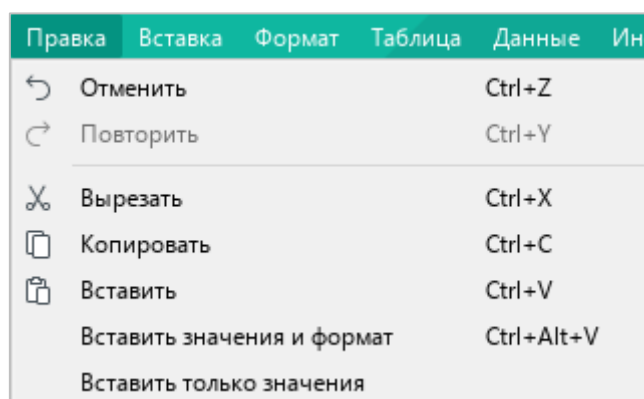 Правка Вставка Формат Таблица Данные
Отменить Ctrl+Z
Повторить Ctrl+Y
Вырезать Ctrl+X
Копировать Ctrl+C
Вставить Ctrl+V
Вставить значения и формат Ctrl+Alt+V
Вставить только значения